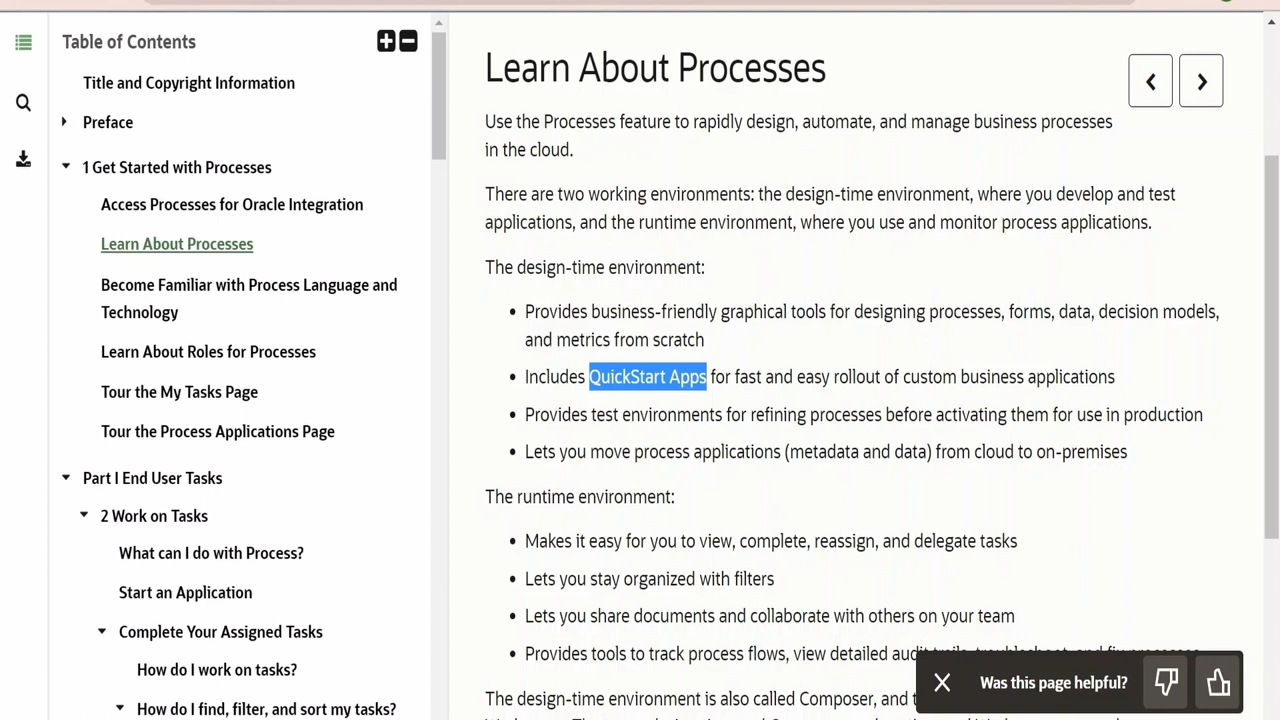 Table of Contents
Title and Copyright Information
Preface
1 Get Started with Processes
Access Processes for Oracle Integration
Learn About Processes
Become Familiar with Process Language and
Technology
Learn About Roles for Processes
Tour the My Tasks Page
Tour the Process Applications Page
Part I End User Tasks
2 Work on Tasks
What can I do with Process?
Start an Application
Complete Your Assigned Tasks
How do I work on tasks?
How do I find, filter, and sort my tasks?
Learn About Processes
Use the Processes feature to rapidly design, automate, and manage business processes
in the cloud.
There are two working environments: the design-time environment, where you develop and test
applications, and the runtime environment, where you use and monitor process applications.
The design-time environment:
• Provides business-friendly graphical tools for designing processes, forms, data, decision models,
and metrics from scratch
• Includes QuickStart Apps for fast and easy rollout of custom business applications
• Provides test environments for refining processes before activating them for use in production
• Lets you move process applications (metadata and data) from cloud to on-premises
The runtime environment:
• Makes it easy for you to view, complete, reassign, and delegate tasks
• Lets you stay organized with filters
• Lets you share documents and collaborate with others on your team
• Provides tools to track process flows, view detailed audit trails, troubleshoot, and fix processes
The design-time environment is also called Composer, and
Was this page helpful?